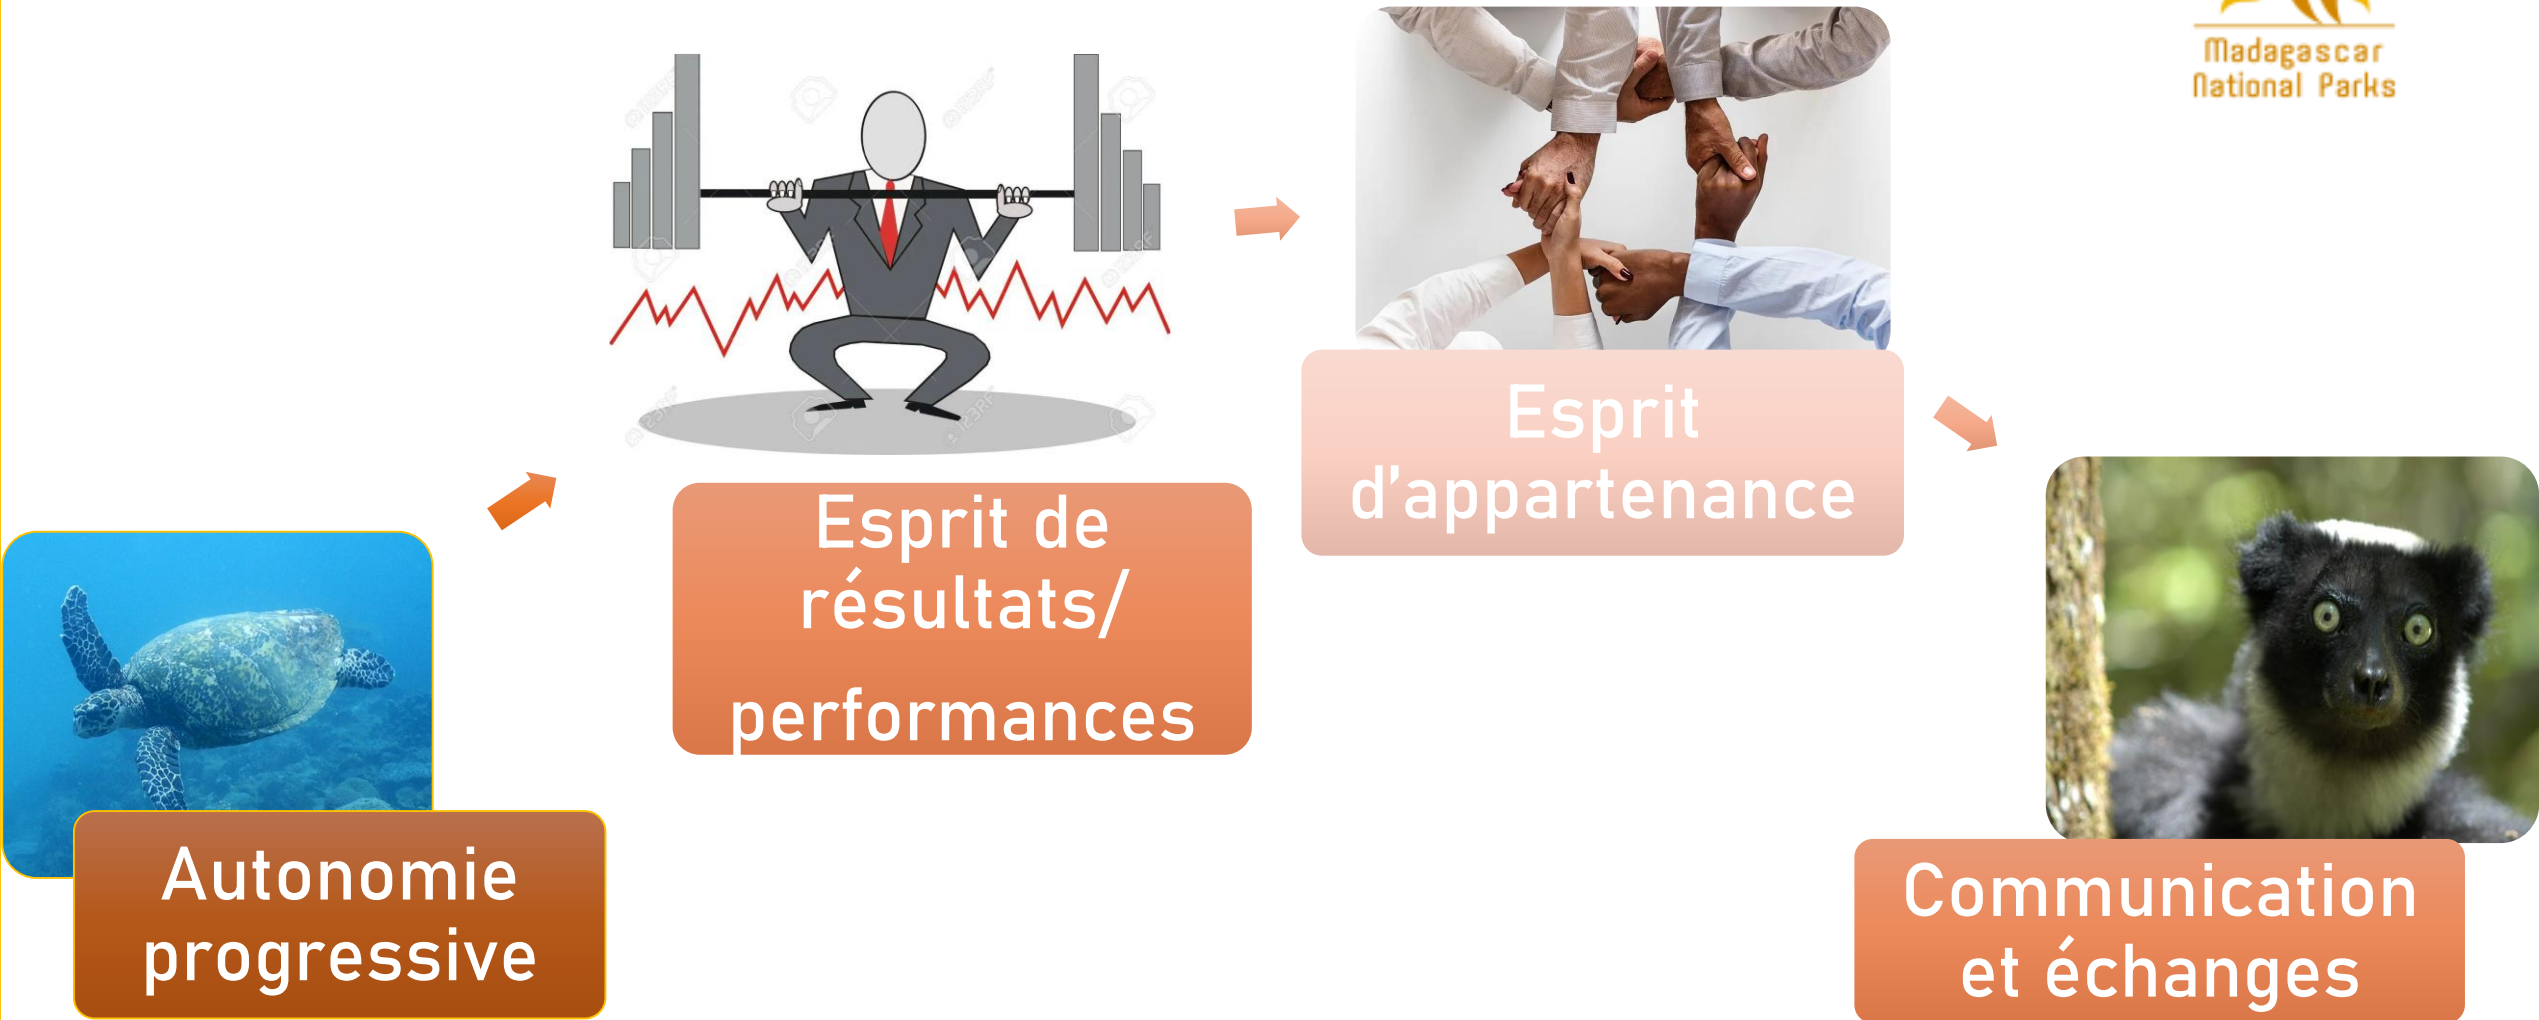 Madagascar
National Parks
Esprit
d'appartenance
Esprit de
résultats/
performances
Autonomie
progressive
Communication
et échanges